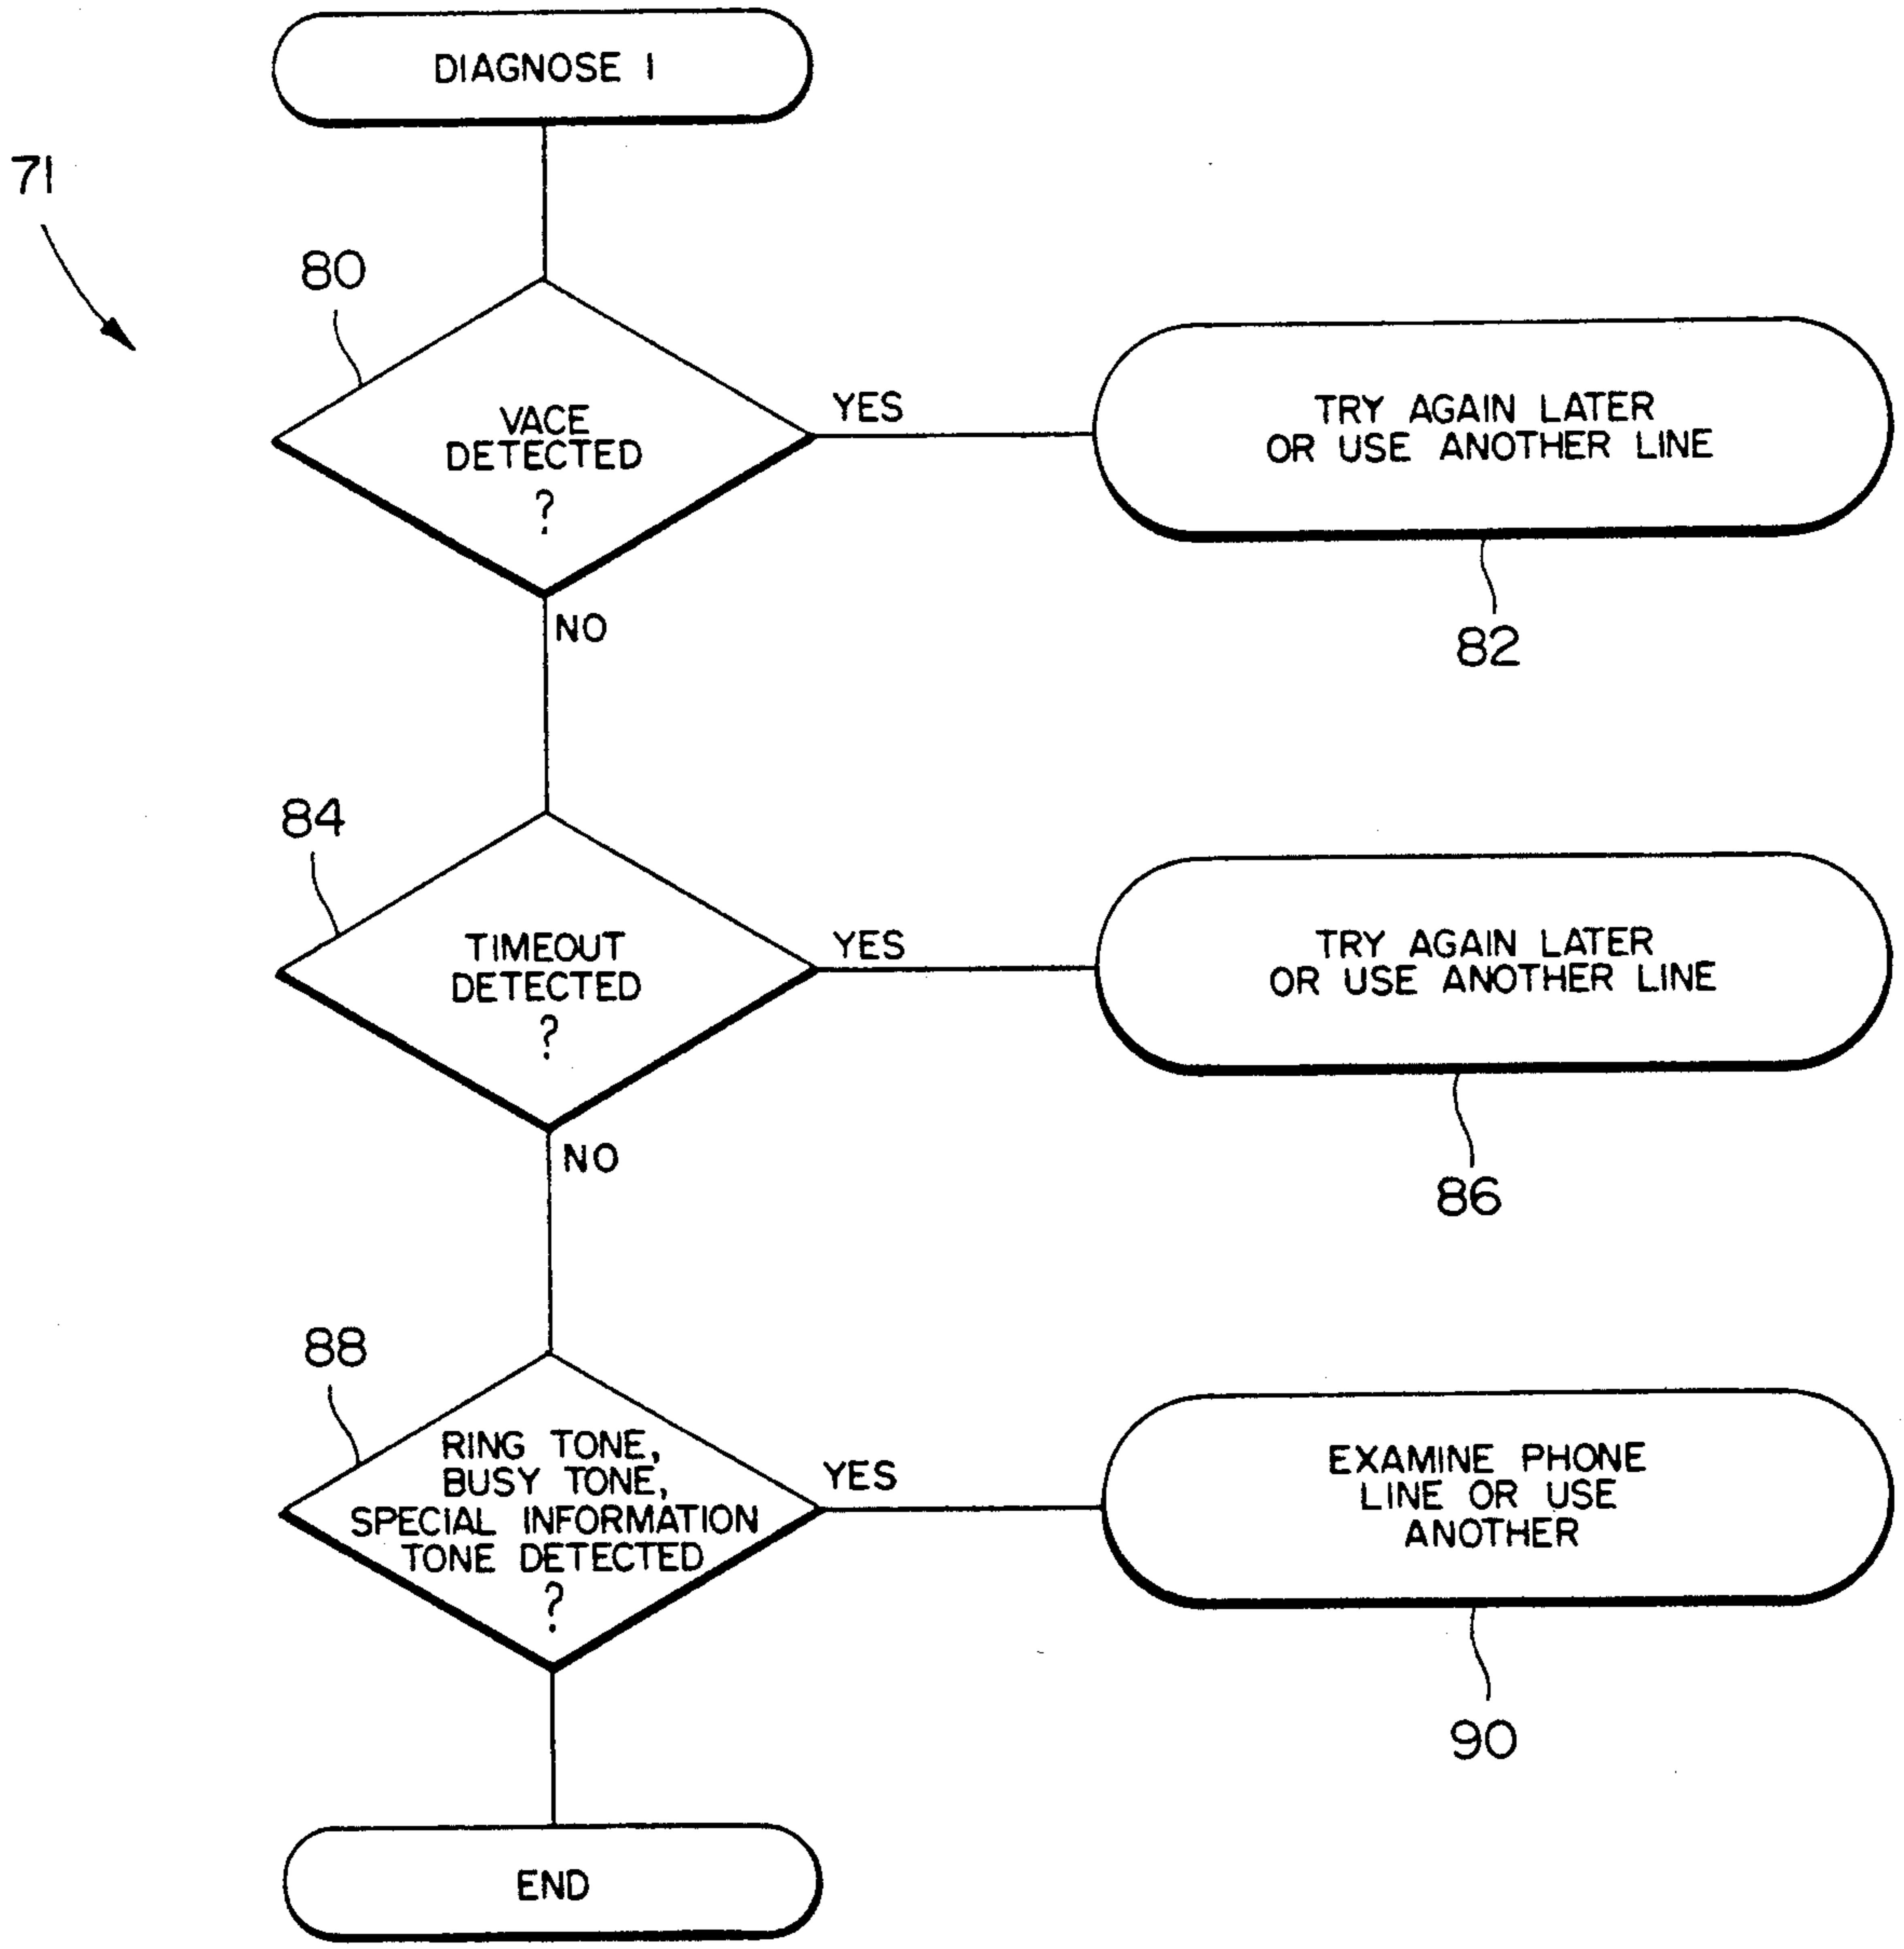 DIAGNOSE 1
71
80
VACE
DETECTED
?
YES
TRY AGAIN LATER
OR USE ANOTHER LINE
82
NO
84
TIMEOUT
DETECTED
?
YES
TRY AGAIN LATER
OR USE ANOTHER LINE
86
NO
88
RING TONE,
BUSY TONE,
SPECIAL INFORMATION
TONE DETECTED
?
YES
EXAMINE PHONE
LINE OR USE
ANOTHER
90
END